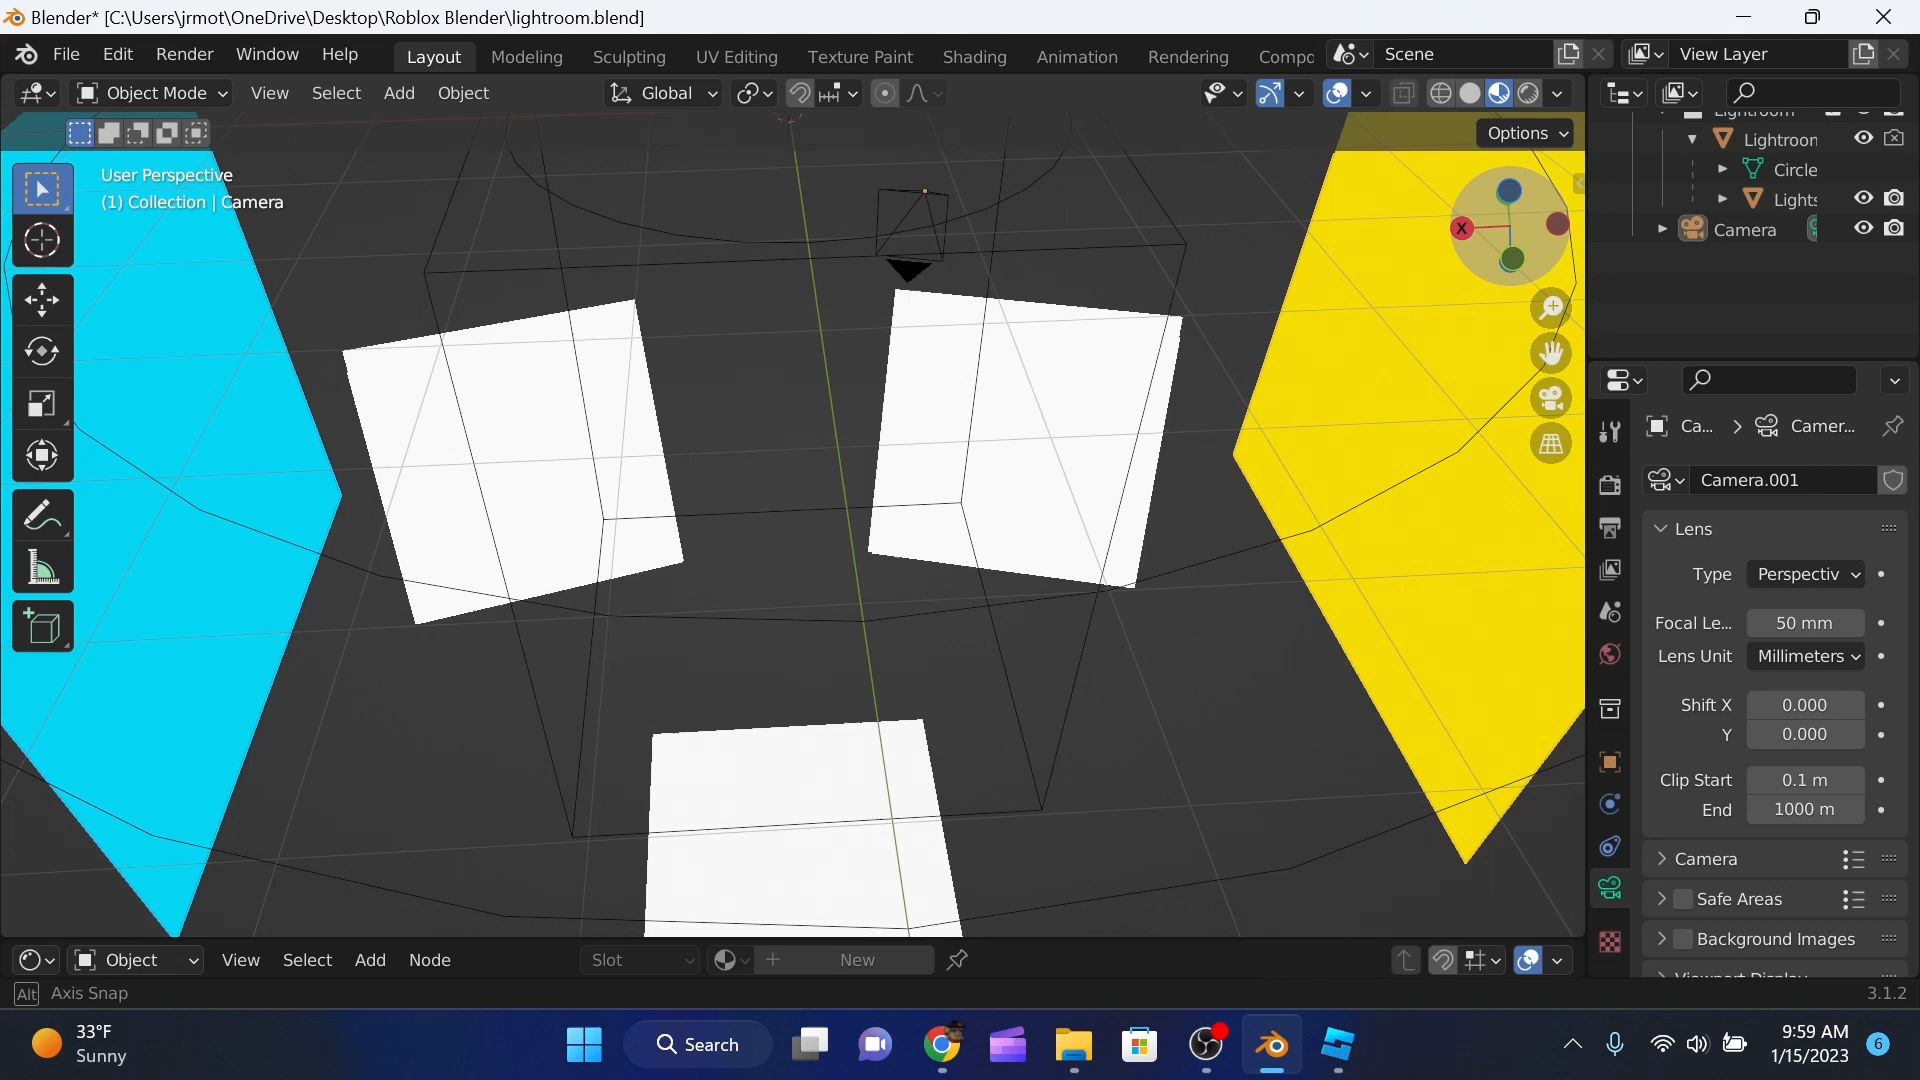 Blender* [C:\Users\jrmot\OneDrive\Desktop\Roblox Blender\lightroom.blend]
File Edit Render Window Help Layout Modeling Sculpting UV Editing Texture Paint Shading Animation Rendering Compo Scene View Layer
Object Mode View Select Add Object Global
Options
User Perspective
(1) Collection | Camera
X
Lightroom
Lightroon
Circle
Lights
Camera
Ca... Camer...
Camera.001
Lens
Type Perspectiv
Focal Le... 50 mm
Lens Unit Millimeters
Shift X 0.000
Y 0.000
Clip Start 0.1 m
End 1000 m
Camera
Safe Areas
Background Images
Viewport Display
Object View Select Add Node Slot New
Alt Axis Snap 3.1.2
33°F
Sunny
Search
9:59 AM
1/15/2023
6